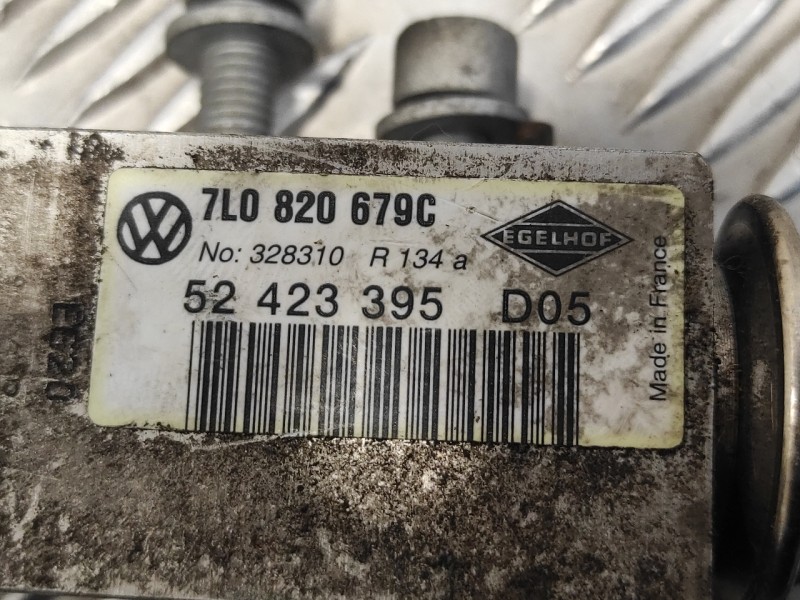 7L0 820 679C
EGELHOF
No: 328310 R 134 a
52 423 395 D05
Made in France